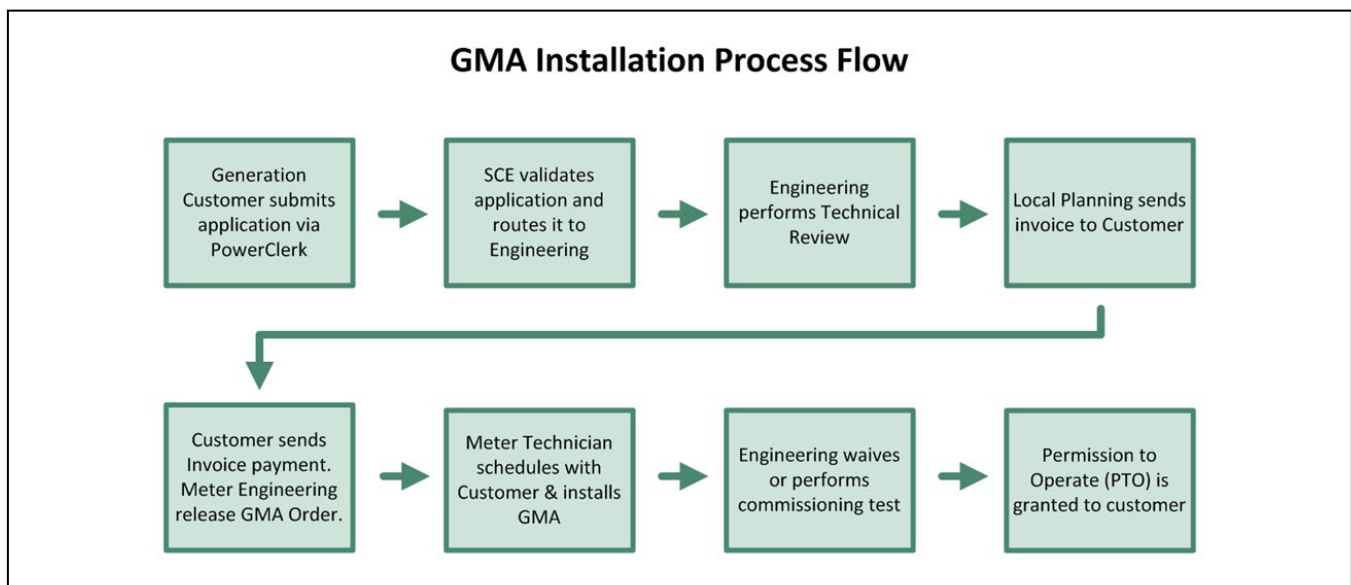 GMA Installation Process Flow
Generation
Customer submits
application via
PowerClerk
SCE validates
application and
routes it to
Engineering
Engineering
performs Technical
Review
Local Planning sends
invoice to Customer
Customer sends
Invoice payment.
Meter Engineering
release GMA Order.
Meter Technician
schedules with
Customer & installs
GMA
Engineering waives
or performs
commissioning test
Permission to
Operate (PTO) is
granted to customer